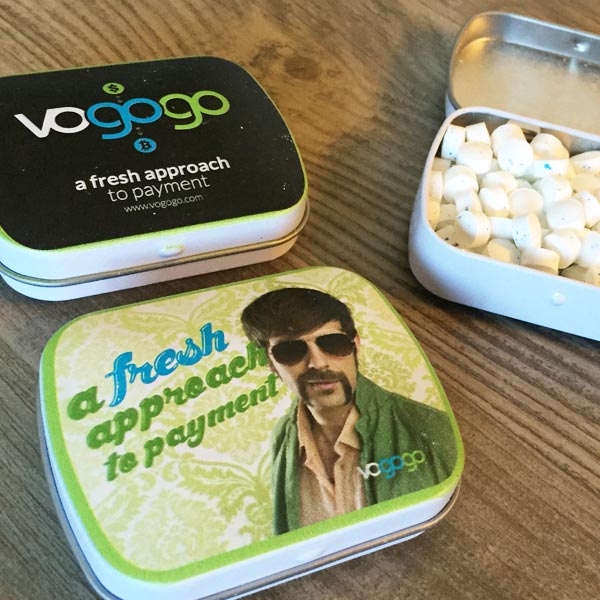 vogogo
a fresh approach
to payment
www.vogogo.com
a fresh
approach
to payment
vogogo